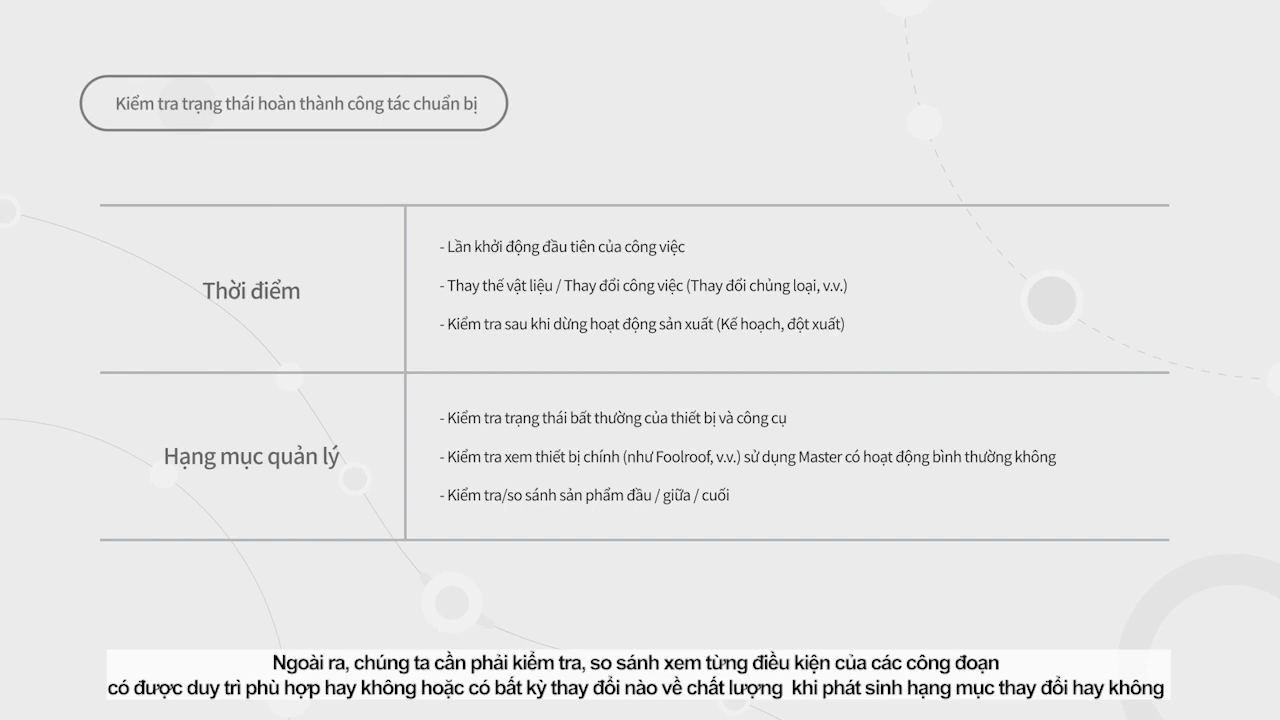 Kiểm tra trạng thái hoàn thành công tác chuẩn bị
Thời điểm
- Lần khởi động đầu tiên của công việc
- Thay thế vật liệu / Thay đổi công việc (Thay đổi chủng loại, v.v.)
- Kiểm tra sau khi dừng hoạt động sản xuất (Kế hoạch, đột xuất)
Hạng mục quản lý
- Kiểm tra trạng thái bất thường của thiết bị và công cụ
- Kiểm tra xem thiết bị chính (như Foolroof, v.v.) sử dụng Master có hoạt động bình thường không
- Kiểm tra/so sánh sản phẩm đầu / giữa / cuối
Ngoài ra, chúng ta cần phải kiểm tra, so sánh xem từng điều kiện của các công đoạn
có được duy trì phù hợp hay không hoặc có bất kỳ thay đổi nào về chất lượng khi phát sinh hạng mục thay đổi hay không